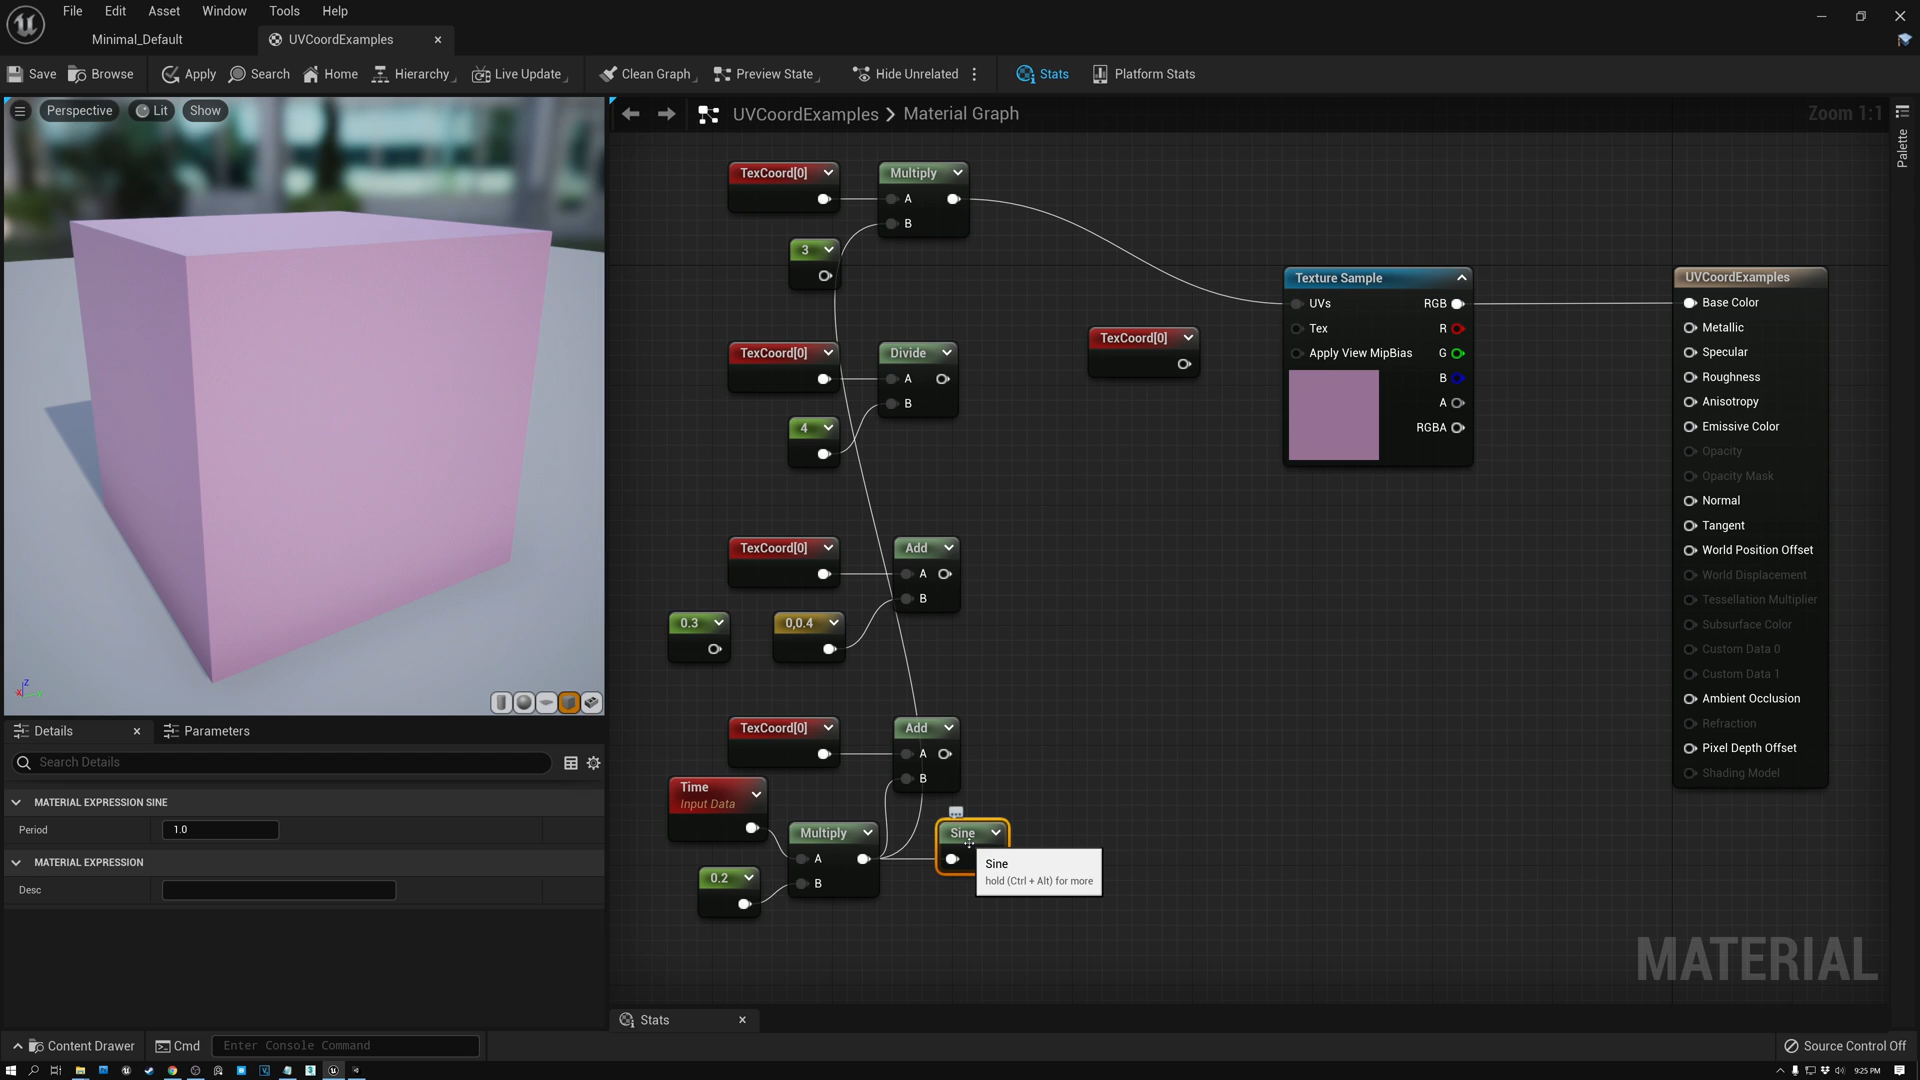 File Edit Asset Window Tools Help
Minimal_Default
UVCoordExamples
Save Browse Apply Search Home Hierarchy Live Update Clean Graph Preview State Hide Unrelated Stats Platform Stats
Perspective Lit Show
UVCoordExamples > Material Graph
Zoom 1:1
Palette
TexCoord[0]
Multiply
A
B
3
TexCoord[0]
Divide
A
B
4
TexCoord[0]
Texture Sample
UVs RGB
Tex R
Apply View MipBias G
B
A
RGBA
UVCoordExamples
Base Color
Metallic
Specular
Roughness
Anisotropy
Emissive Color
Opacity
Opacity Mask
Normal
Tangent
World Position Offset
World Displacement
Tessellation Multiplier
Subsurface Color
Custom Data 0
Custom Data 1
Ambient Occlusion
Refraction
Pixel Depth Offset
Shading Model
TexCoord[0]
Add
A
B
0.3
0,0.4
TexCoord[0]
Add
A
B
Time
Input Data
Multiply
A
B
0.2
Sine
Sine
hold (Ctrl + Alt) for more
MATERIAL
Z
X
Y
Details Parameters
Search Details
MATERIAL EXPRESSION SINE
Period 1.0
MATERIAL EXPRESSION
Desc
Stats
Content Drawer Cmd Enter Console Command
Source Control Off
9:25 PM